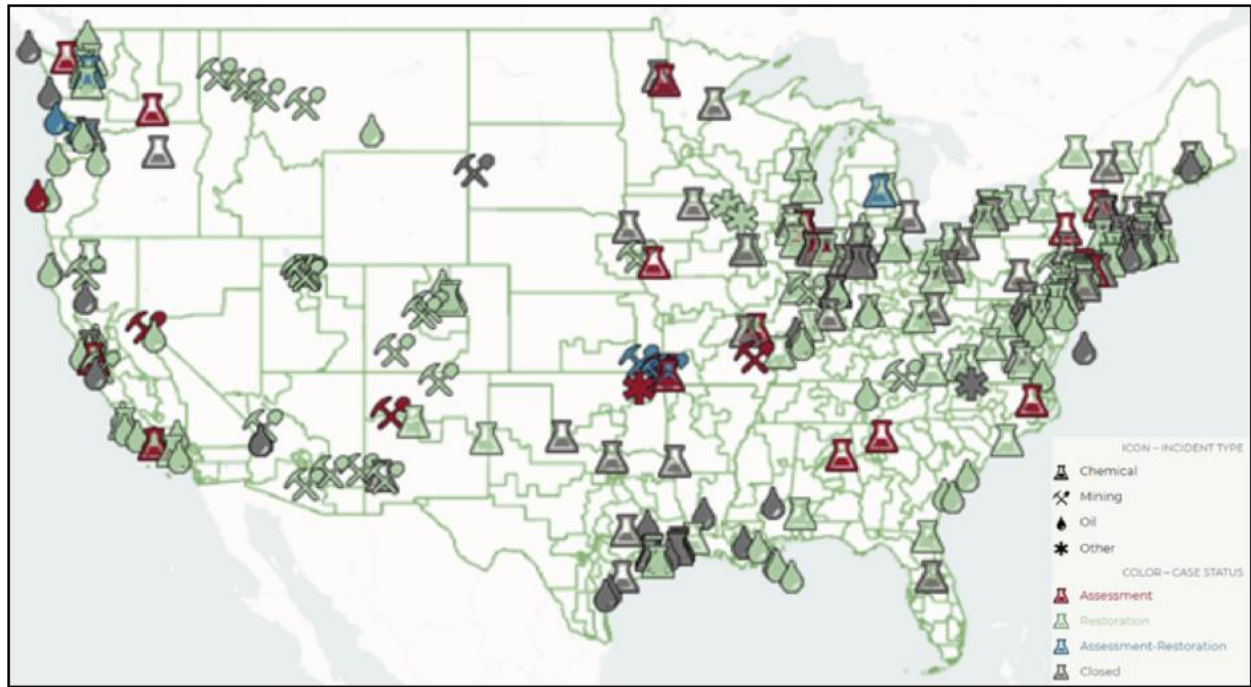 ICON – INCIDENT TYPE
Chemical
Mining
Oil
Other
COLOR – CASE STATUS
Assessment
Restoration
Assessment-Restoration
Closed